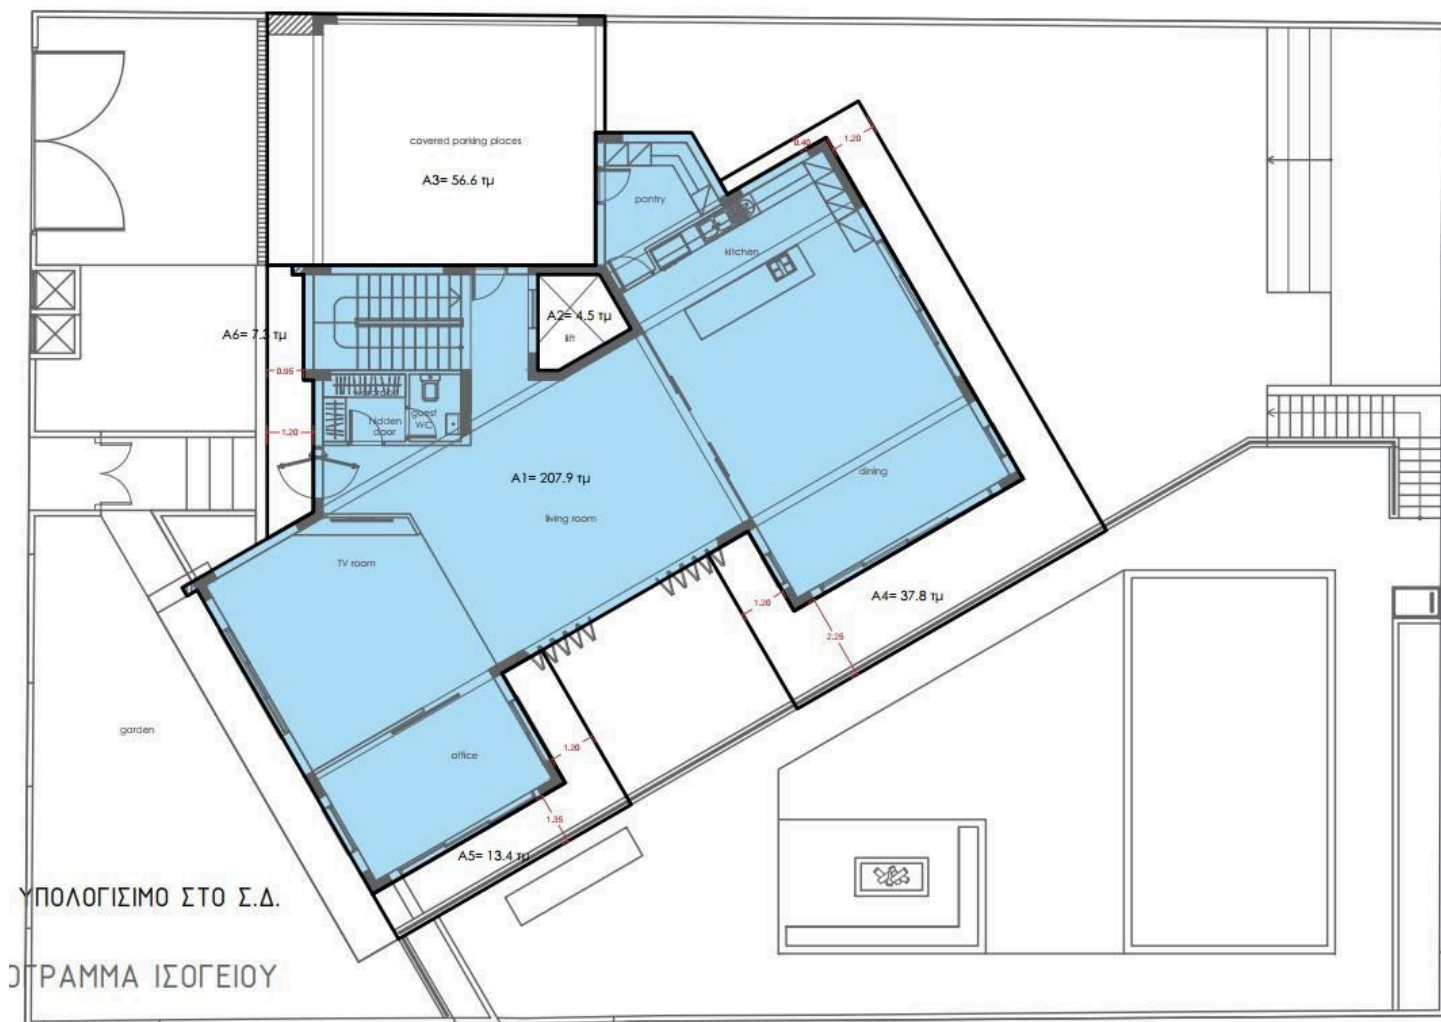 covered parking places
A3= 56.6 τμ
0.40
1.20
pantry
kitchen
A6= 7.3 τμ
A2= 4.5 τμ
lift
0.95
wardrobe
hidden door
guest WC
1.20
A1= 207.9 τμ
dining
living room
TV room
1.20
A4= 37.8 τμ
2.25
garden
office
1.20
1.35
A5= 13.4 τμ
ΥΠΟΛΟΓΙΣΙΜΟ ΣΤΟ Σ.Δ.
ΟΓΡΑΜΜΑ ΙΣΟΓΕΙΟΥ